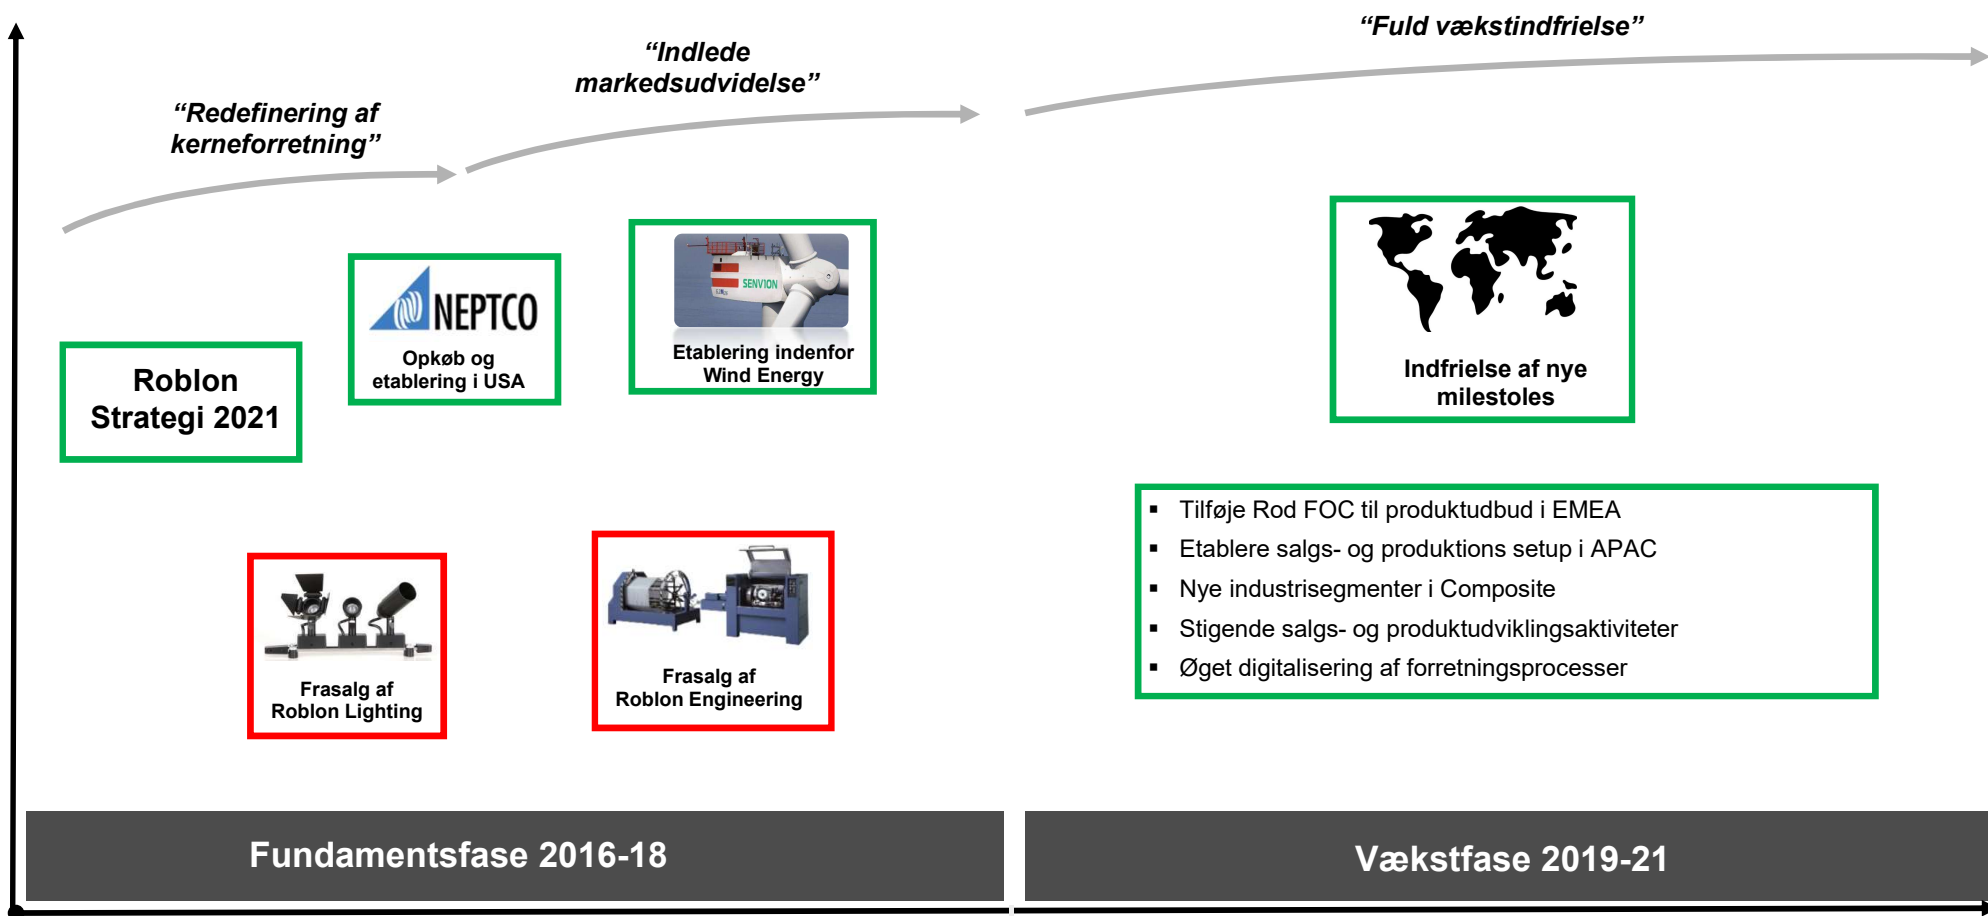 “Redefinering af
kerneforretning”
“Indlede
markedsudvidelse”
“Fuld vækstindfrielse”
Roblon
Strategi 2021
NEPTCO
Opkøb og
etablering i USA
SENVION
Etablering indenfor
Wind Energy
Indfrielse af nye
milestoles
Frasalg af
Roblon Lighting
Frasalg af
Roblon Engineering
▪ Tilføje Rod FOC til produktudbud i EMEA
▪ Etablere salgs- og produktions setup i APAC
▪ Nye industrisegmenter i Composite
▪ Stigende salgs- og produktudviklingsaktiviteter
▪ Øget digitalisering af forretningsprocesser
Fundamentsfase 2016-18
Vækstfase 2019-21